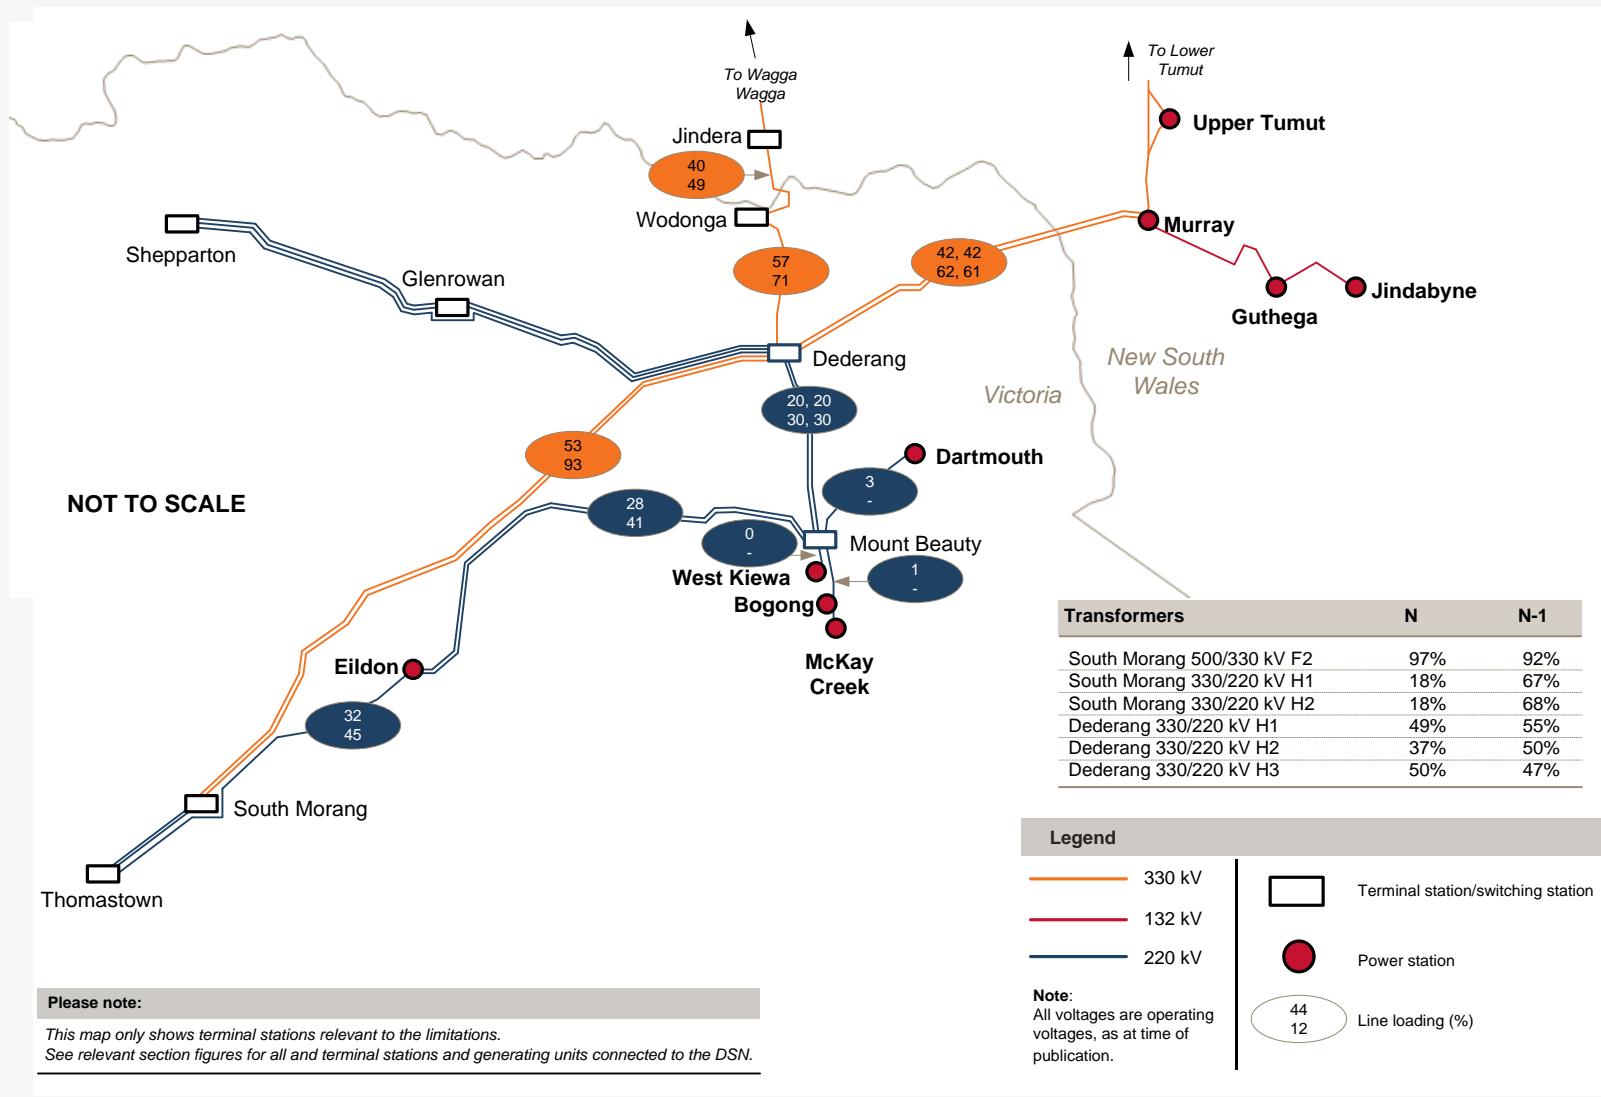 To Wagga
Wagga
To Lower
Tumut
Jindera
Upper Tumut
40
49
Wodonga
Murray
Shepparton
57
71
42, 42
62, 61
Glenrowan
Jindabyne
Guthega
Dederang
New South
Wales
Victoria
20, 20
30, 30
53
93
Dartmouth
NOT TO SCALE
3
-
28
41
0
-
Mount Beauty
West Kiewa
1
-
Bogong
McKay
Creek
Eildon
32
45
South Morang
Thomastown
Transformers N N-1
South Morang 500/330 kV F2 97% 92%
South Morang 330/220 kV H1 18% 67%
South Morang 330/220 kV H2 18% 68%
Dederang 330/220 kV H1 49% 55%
Dederang 330/220 kV H2 37% 50%
Dederang 330/220 kV H3 50% 47%
Legend
330 kV
132 kV
220 kV
Note:
All voltages are operating
voltages, as at time of
publication.
Terminal station/switching station
Power station
44
12
Line loading (%)
Please note:
This map only shows terminal stations relevant to the limitations.
See relevant section figures for all and terminal stations and generating units connected to the DSN.